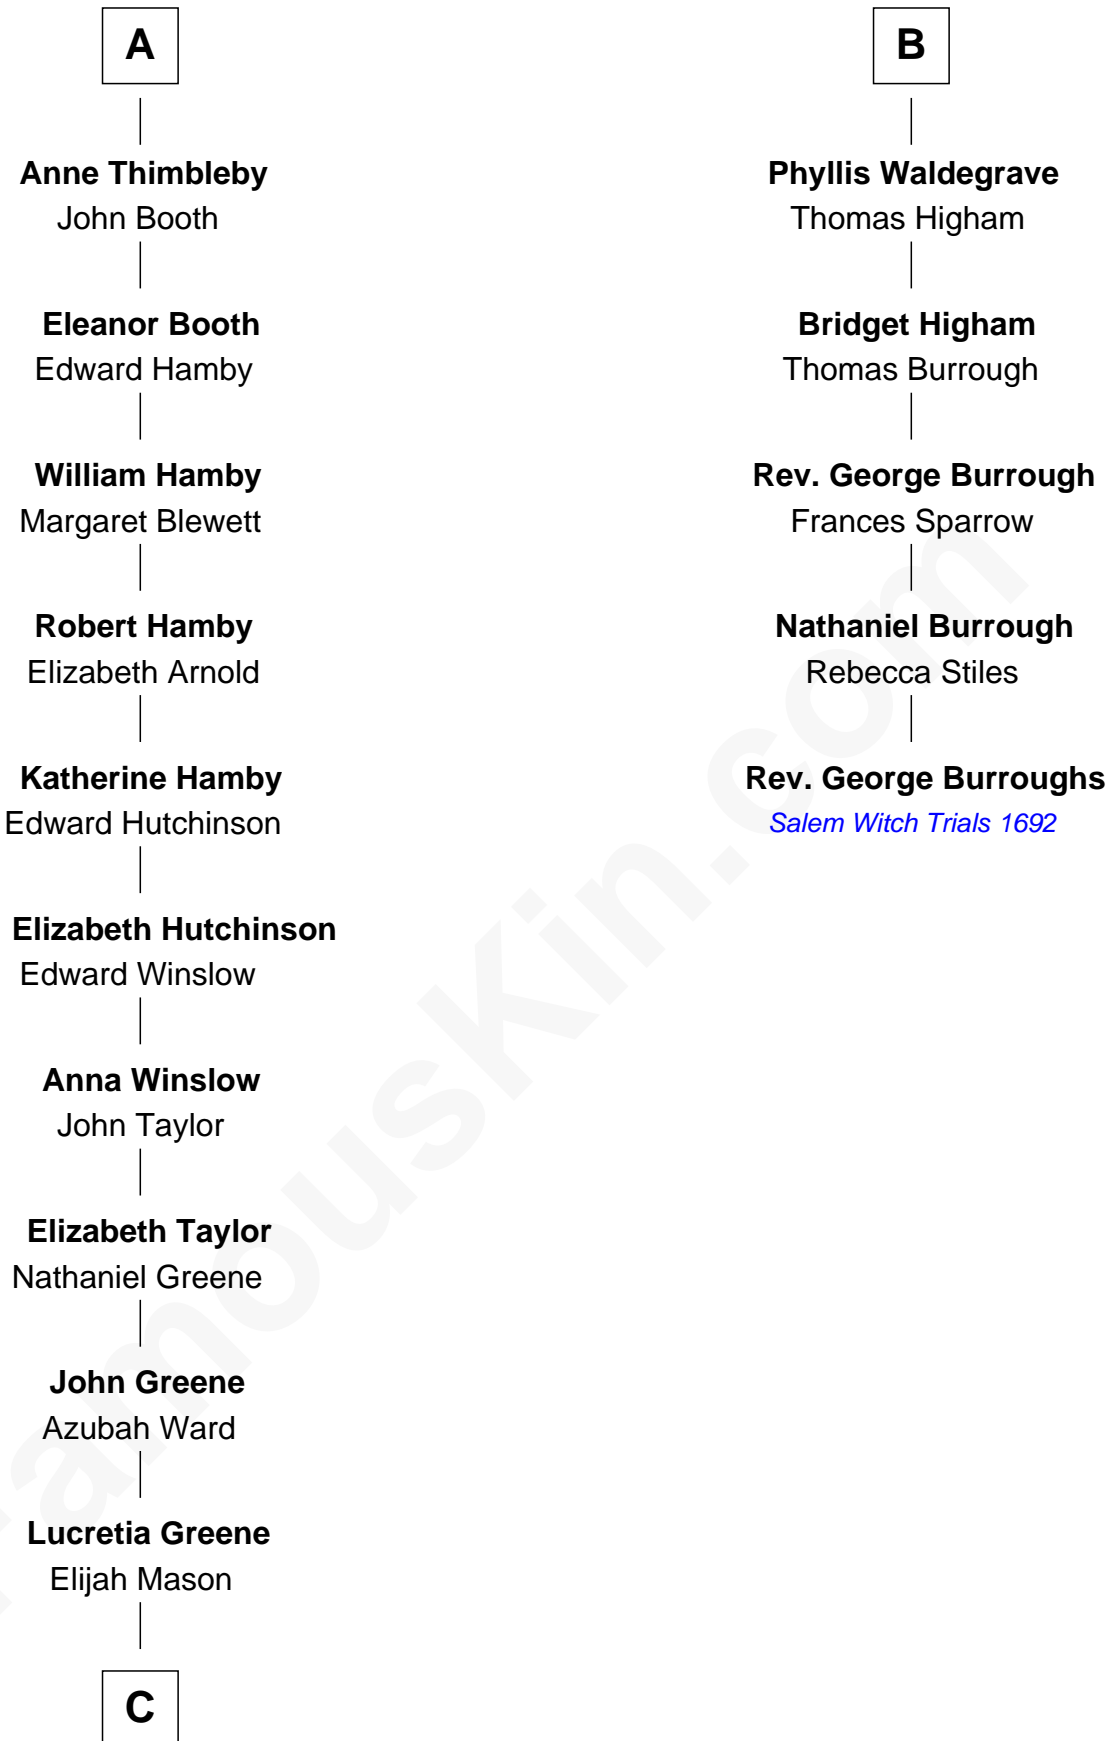 A
Anne Thimbleby
John Booth
Eleanor Booth
Edward Hamby
William Hamby
Margaret Blewett
Robert Hamby
Elizabeth Arnold
Katherine Hamby
Edward Hutchinson
Elizabeth Hutchinson
Edward Winslow
Anna Winslow
John Taylor
Elizabeth Taylor
Nathaniel Greene
John Greene
Azubah Ward
Lucretia Greene
Elijah Mason
C
B
Phyllis Waldegrave
Thomas Higham
Bridget Higham
Thomas Burrough
Rev. George Burrough
Frances Sparrow
Nathaniel Burrough
Rebecca Stiles
Rev. George Burroughs
Salem Witch Trials 1692
FamousKin.com